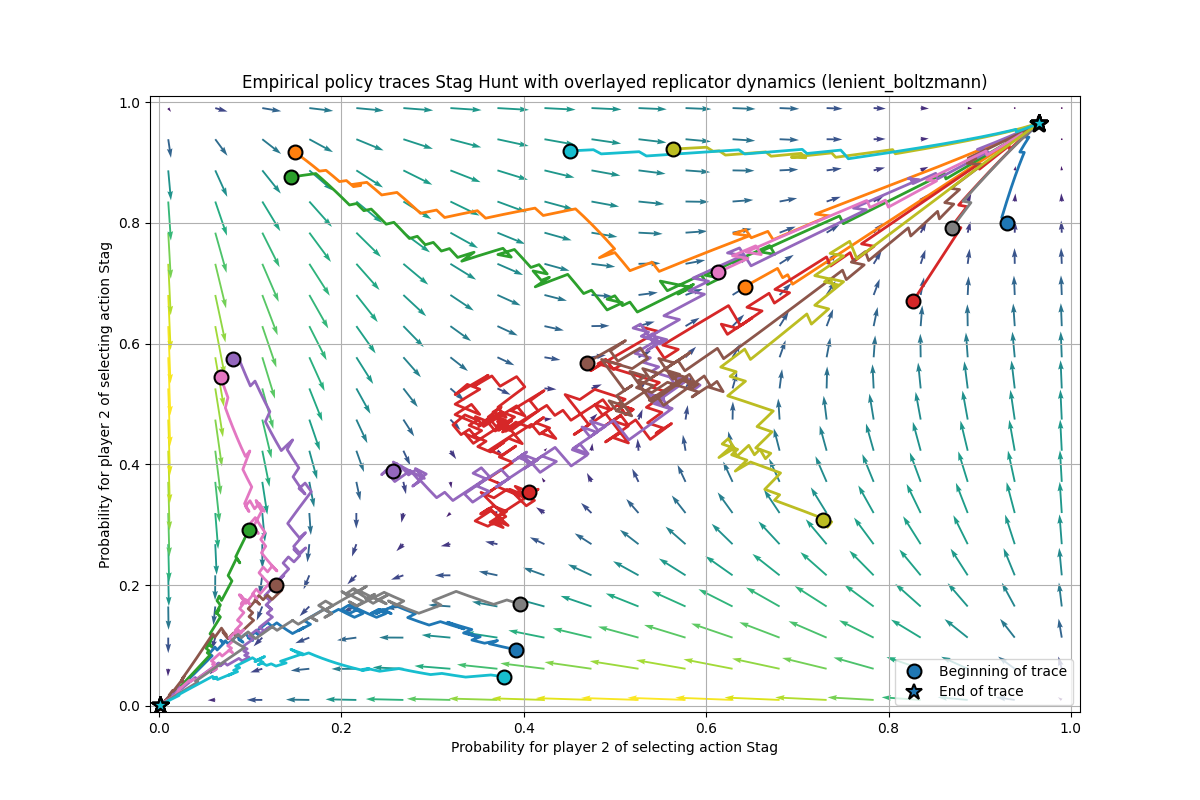 Empirical policy traces Stag Hunt with overlayed replicator dynamics (lenient_boltzmann)
Probability for player 2 of selecting action Stag
1.0
0.8
0.6
0.4
0.2
0.0
Beginning of trace
End of trace
0.0 0.2 0.4 0.6 0.8 1.0
Probability for player 2 of selecting action Stag